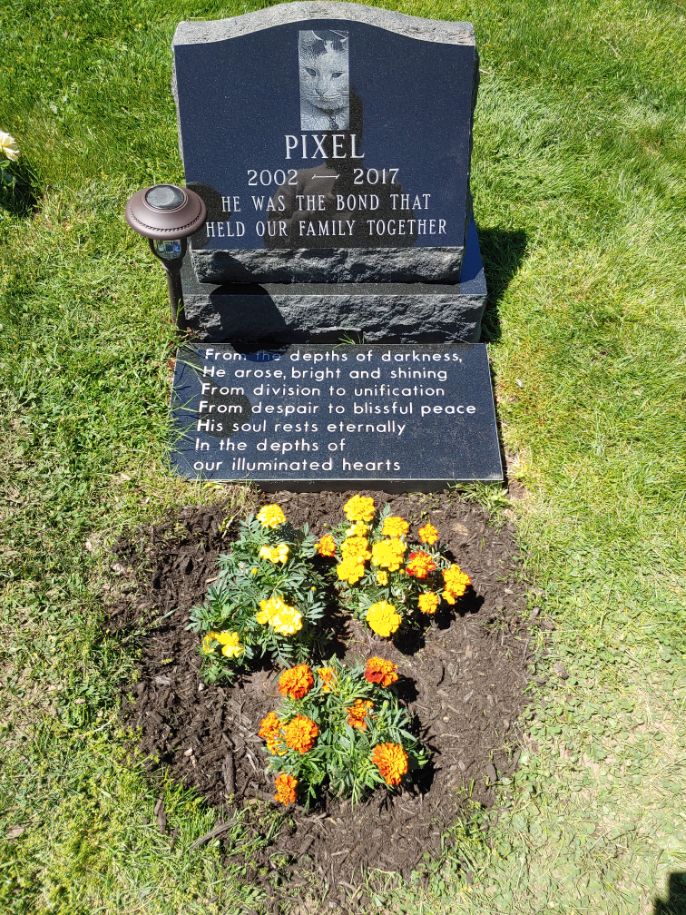 PIXEL
2002 — 2017
HE WAS THE BOND THAT
HELD OUR FAMILY TOGETHER
From the depths of darkness,
He arose, bright and shining
From division to unification
From despair to blissful peace
His soul rests eternally
In the depths of
our illuminated hearts